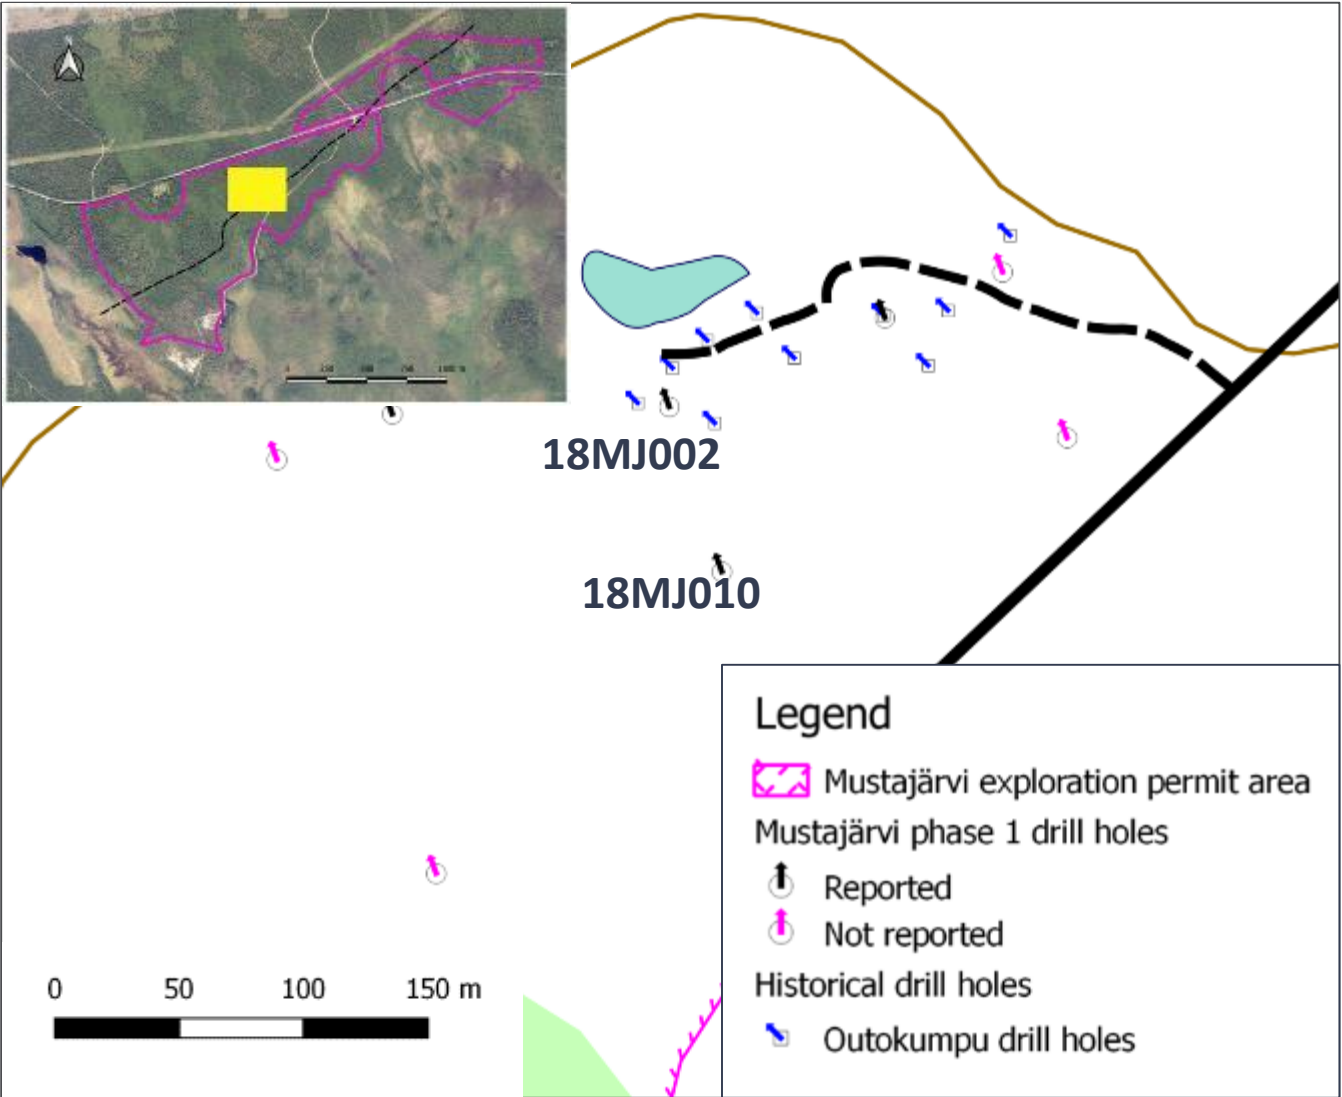 18MJ002
18MJ010
Legend
Mustajärvi exploration permit area
Mustajärvi phase 1 drill holes
Reported
Not reported
Historical drill holes
Outokumpu drill holes
0 50 100 150 m